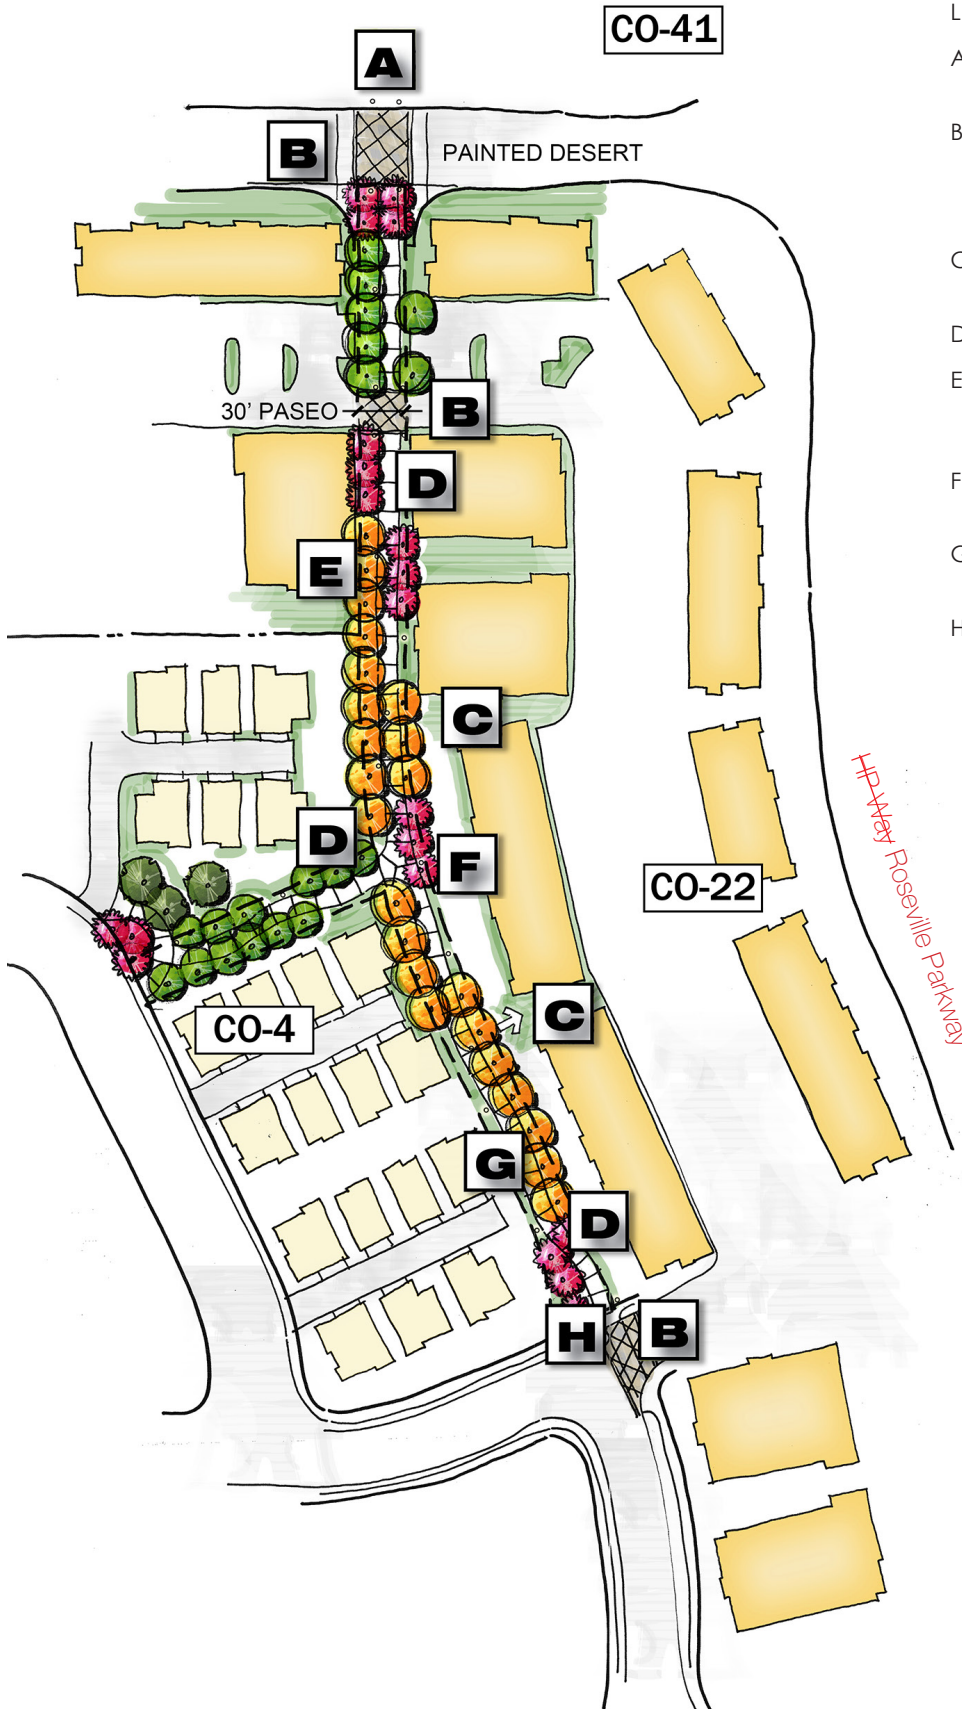 CO-41
L
A
A
B
B
PAINTED DESERT
C
D
E
30' PASEO
B
D
F
E
C
H
C
D
F
HP Way Roseville Parkway
CO-22
CO-4
C
G
D
H
B